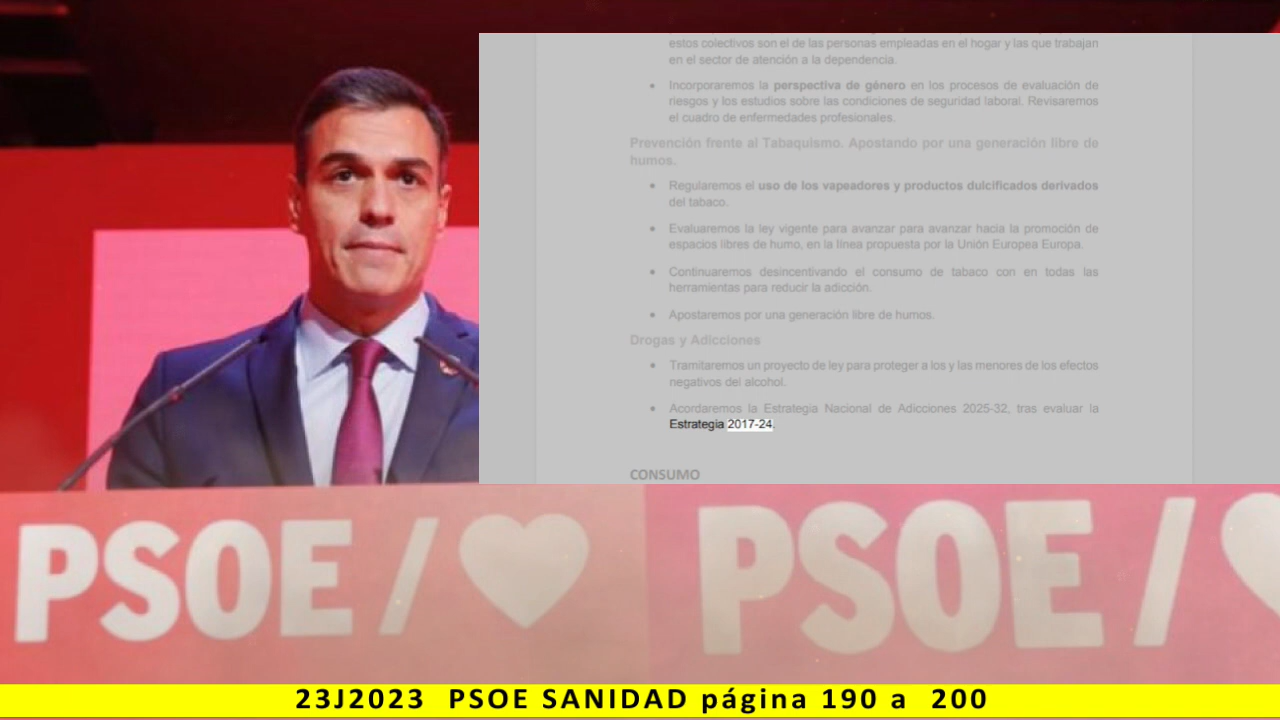 estos colectivos son el de las personas empleadas en el hogar y las que trabajan
en el sector de atención a la dependencia.
• Incorporaremos la perspectiva de género en los procesos de evaluación de
riesgos y los estudios sobre las condiciones de seguridad laboral. Revisaremos
el cuadro de enfermedades profesionales.
Prevención frente al Tabaquismo. Apostando por una generación libre de
humos.
• Regularemos el uso de los vapeadores y productos dulcificados derivados
del tabaco.
• Evaluaremos la ley vigente para avanzar para avanzar hacia la promoción de
espacios libres de humo, en la línea propuesta por la Unión Europea Europa.
• Continuaremos desincentivando el consumo de tabaco con en todas las
herramientas para reducir la adicción.
• Apostaremos por una generación libre de humos.
Drogas y Adicciones
• Tramitaremos un proyecto de ley para proteger a los y las menores de los efectos
negativos del alcohol.
• Acordaremos la Estrategia Nacional de Adicciones 2025-32, tras evaluar la
Estrategia 2017-24.
CONSUMO
PSOE /
PSOE /
23J2023 PSOE SANIDAD página 190 a 200